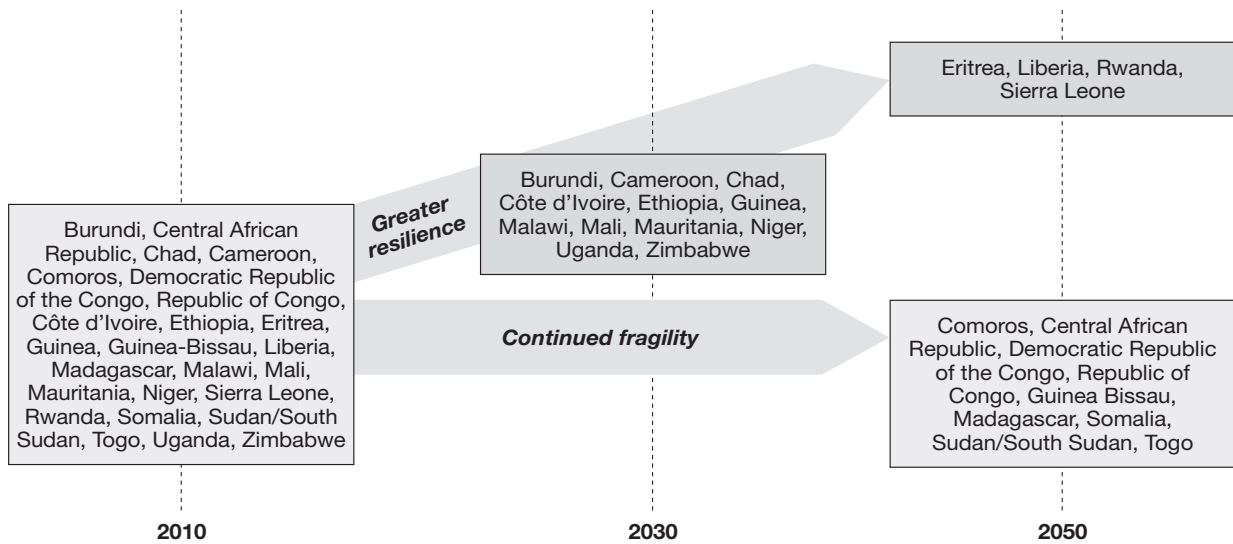 Eritrea, Liberia, Rwanda,
Sierra Leone
Burundi, Cameroon, Chad,
Côte d’Ivoire, Ethiopia, Guinea,
Malawi, Mali, Mauritania, Niger,
Uganda, Zimbabwe
Greater
resilience
Burundi, Central African
Republic, Chad, Cameroon,
Comoros, Democratic Republic
of the Congo, Republic of Congo,
Côte d’Ivoire, Ethiopia, Eritrea,
Guinea, Guinea-Bissau, Liberia,
Madagascar, Malawi, Mali,
Mauritania, Niger, Sierra Leone,
Rwanda, Somalia, Sudan/South
Sudan, Togo, Uganda, Zimbabwe
Continued fragility
Comoros, Central African
Republic, Democratic Republic
of the Congo, Republic of
Congo, Guinea Bissau,
Madagascar, Somalia,
Sudan/South Sudan, Togo
2010
2030
2050